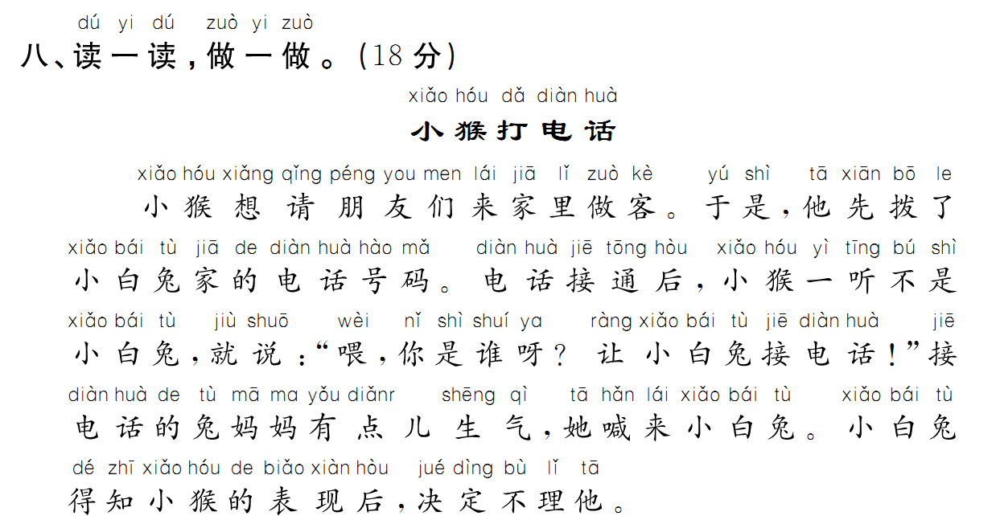 dú yi dú zuò yi zuò
八、读一读,做一做。(18分)
xiǎo hóu dǎ diàn huà
小猴打电话
xiǎo hóu xiǎng qǐng péng you men lái jiā lǐ zuò kè yú shì tā xiān bō le
小猴想请朋友们来家里做客。于是,他先拨了
xiǎo bái tù jiā de diàn huà hào mǎ diàn huà jiē tōng hòu xiǎo hóu yì tīng bú shì
小白兔家的电话号码。电话接通后,小猴一听不是
xiǎo bái tù jiù shuō wèi nǐ shì shuí ya ràng xiǎo bái tù jiē diàn huà jiē
小白兔,就说:“喂,你是谁呀?让小白兔接电话!”接
diàn huà de tù mā ma yǒu diǎnr shēng qì tā hǎn lái xiǎo bái tù xiǎo bái tù
电话的兔妈妈有点儿生气,她喊来小白兔。小白兔
dé zhī xiǎo hóu de biǎo xiàn hòu jué dìng bù lǐ tā
得知小猴的表现后,决定不理他。